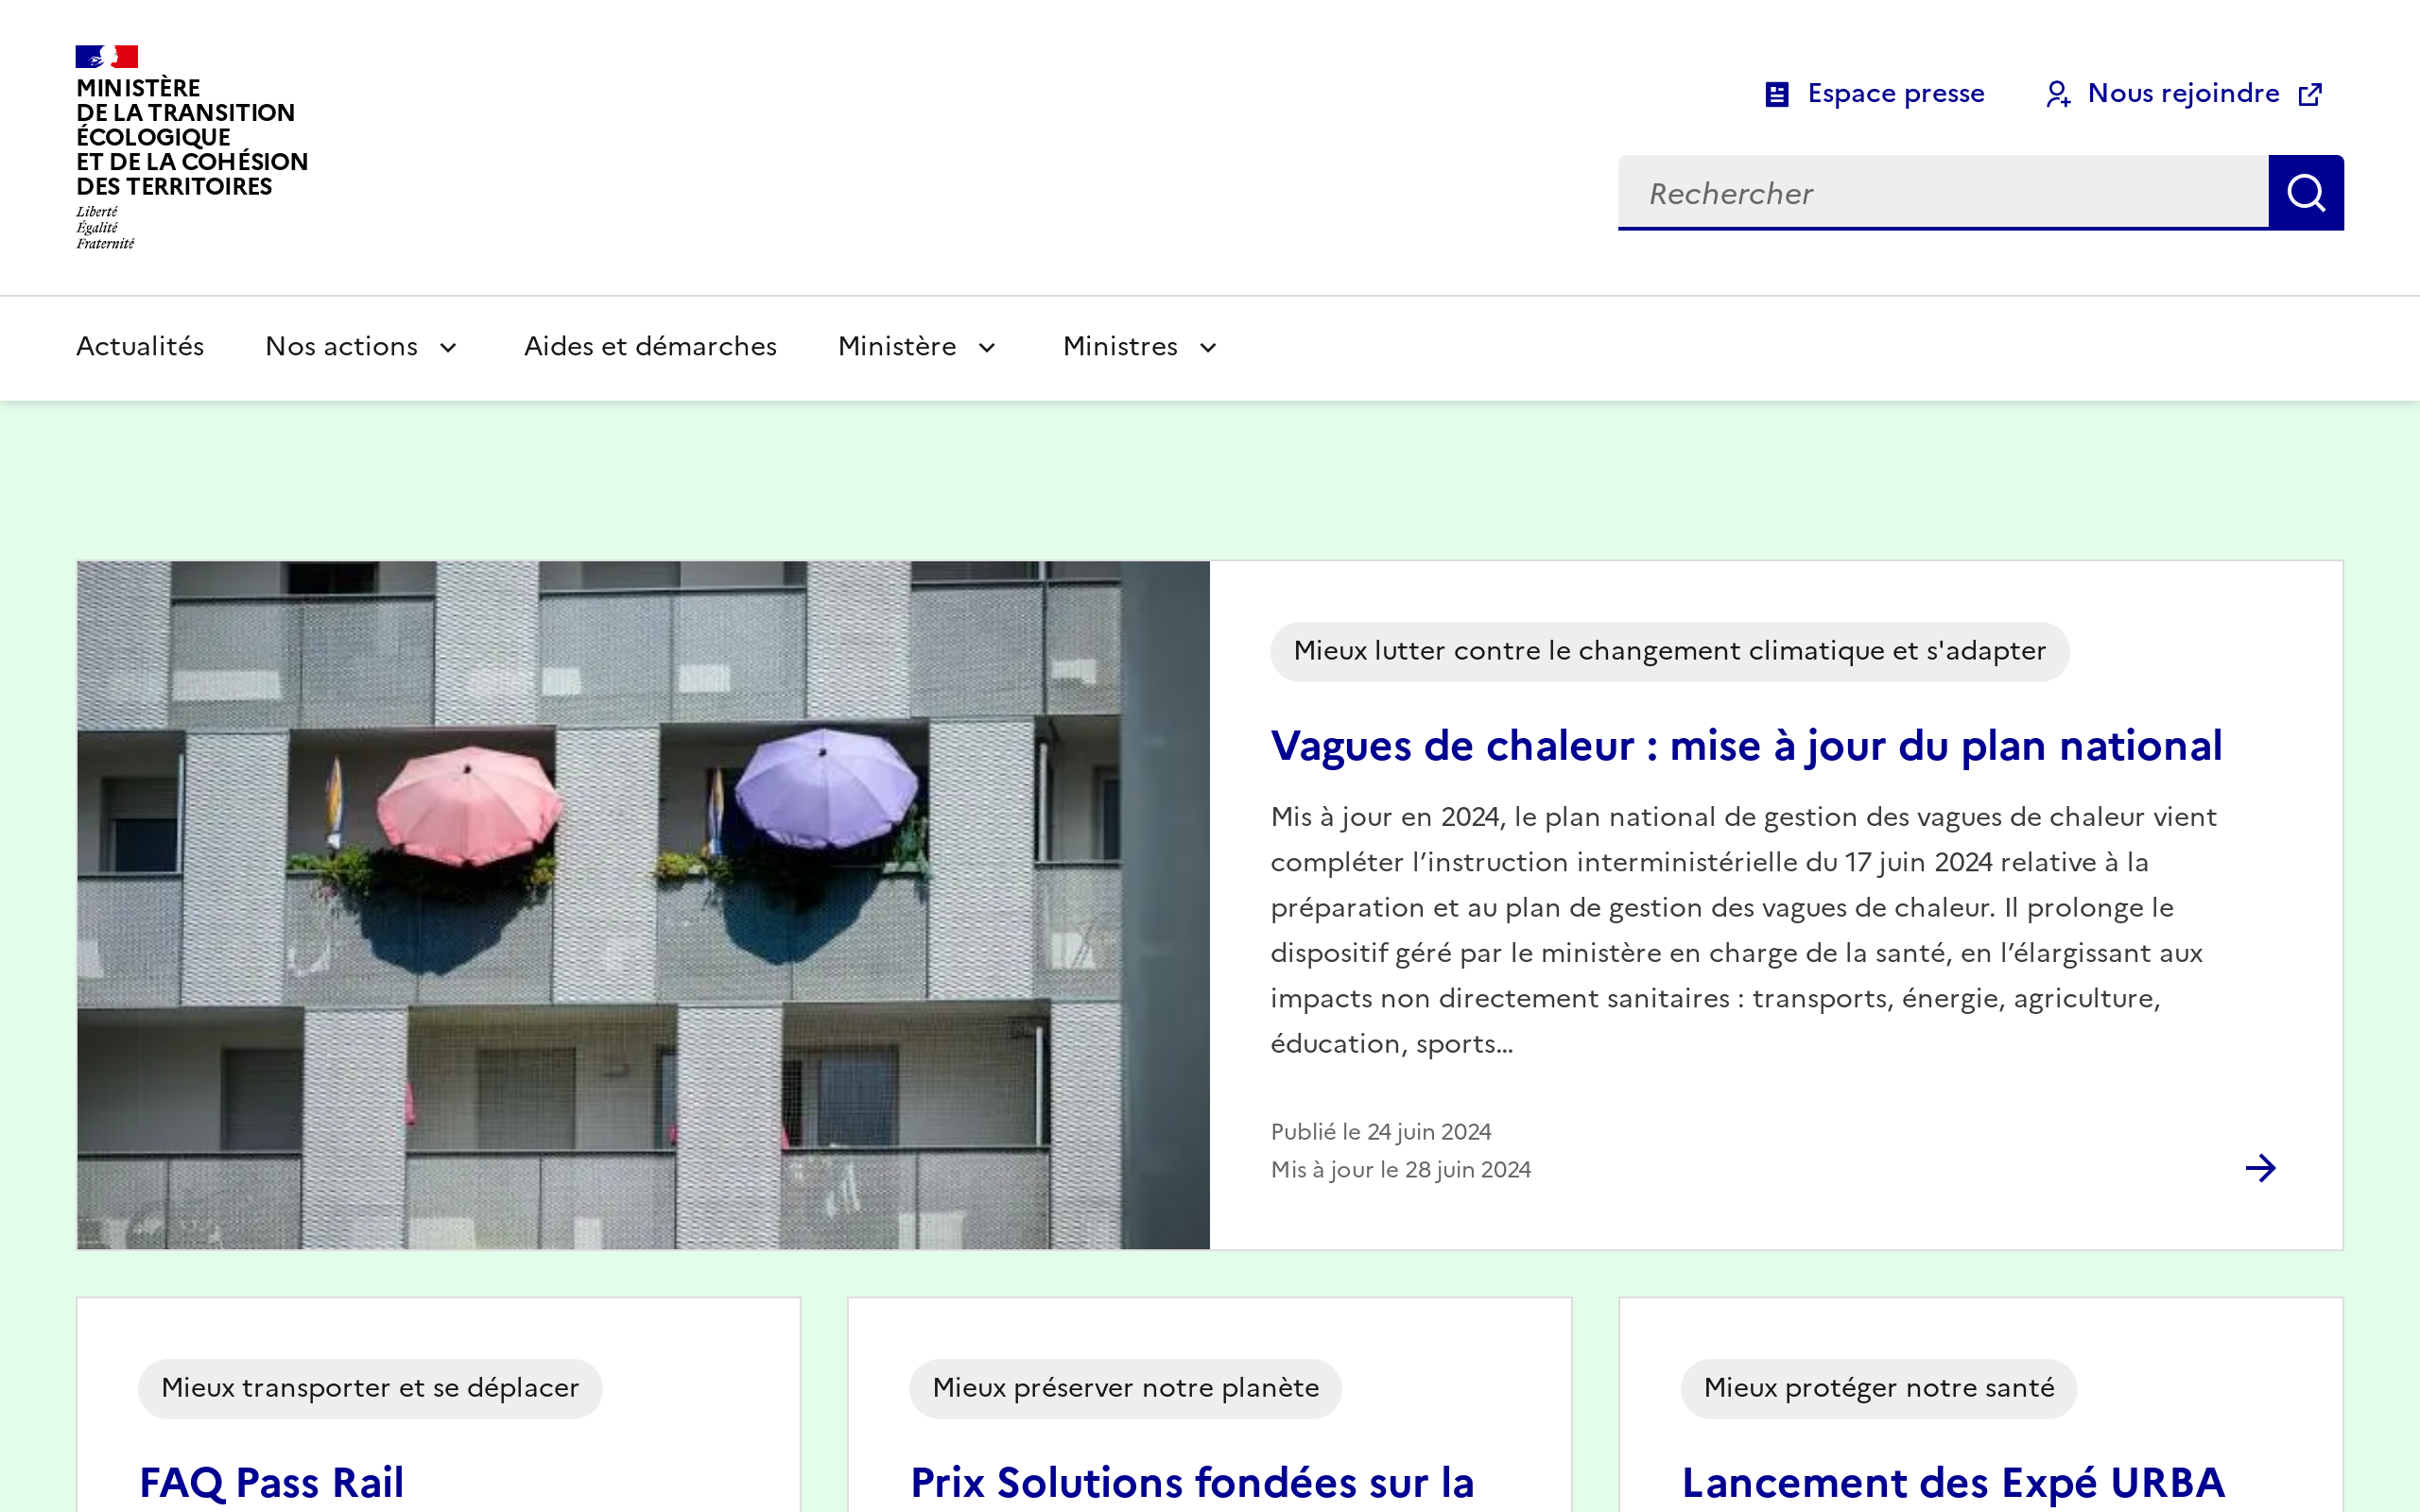 MINISTÈRE
DE LA TRANSITION
ÉCOLOGIQUE
ET DE LA COHÉSION
DES TERRITOIRES
Liberté
Égalité
Fraternité
Espace presse
Nous rejoindre
Rechercher
Actualités
Nos actions
Aides et démarches
Ministère
Ministres
Mieux lutter contre le changement climatique et s'adapter
Vagues de chaleur : mise à jour du plan national
Mis à jour en 2024, le plan national de gestion des vagues de chaleur vient
compléter l’instruction interministérielle du 17 juin 2024 relative à la
préparation et au plan de gestion des vagues de chaleur. Il prolonge le
dispositif géré par le ministère en charge de la santé, en l’élargissant aux
impacts non directement sanitaires : transports, énergie, agriculture,
éducation, sports…
Publié le 24 juin 2024
Mis à jour le 28 juin 2024
Mieux transporter et se déplacer
FAQ Pass Rail
Mieux préserver notre planète
Prix Solutions fondées sur la
Mieux protéger notre santé
Lancement des Expé URBA